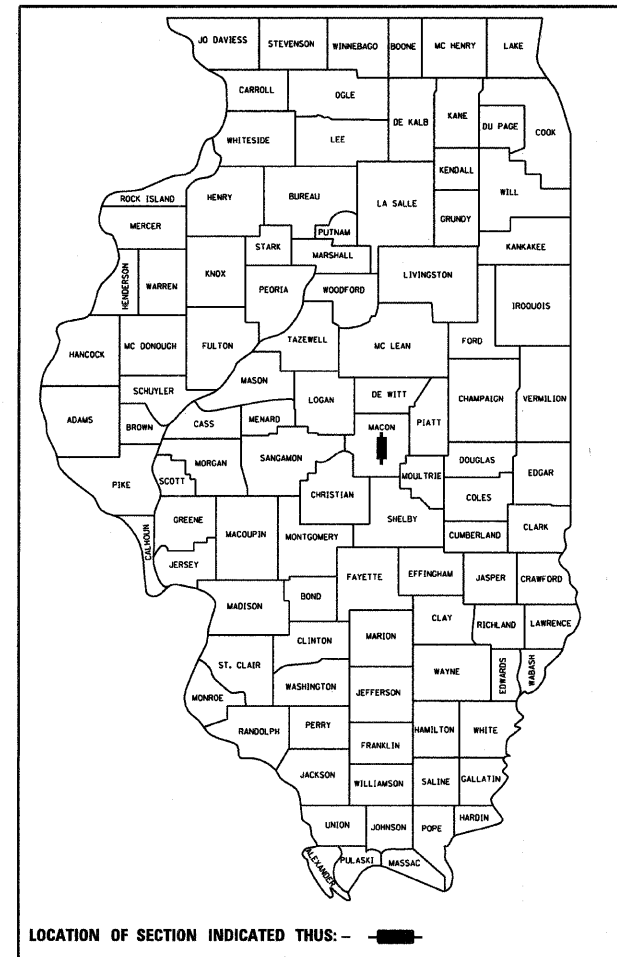 JO DAVIESS
STEVENSON
WINNEBAGO
BOONE
MC HENRY
LAKE
CARROLL
OGLE
DE KALB
KANE
DU PAGE
COOK
WHITESIDE
LEE
KENDALL
WILL
ROCK ISLAND
HENRY
BUREAU
LA SALLE
GRUNDY
MERCER
PUTNAM
STARK
MARSHALL
KANKAKEE
HENDERSON
WARREN
KNOX
PEORIA
WOODFORD
LIVINGSTON
IROQUOIS
HANCOCK
MC DONOUGH
FULTON
TAZEWELL
MC LEAN
FORD
SCHUYLER
MASON
LOGAN
DE WITT
CHAMPAIGN
VERMILION
ADAMS
BROWN
CASS
MENARD
MACON
PIATT
PIKE
SCOTT
MORGAN
SANGAMON
CHRISTIAN
MOULTRIE
DOUGLAS
EDGAR
COLES
CALHOUN
GREENE
MACOUPIN
MONTGOMERY
SHELBY
CUMBERLAND
CLARK
JERSEY
FAYETTE
EFFINGHAM
JASPER
CRAWFORD
MADISON
BOND
CLAY
RICHLAND
LAWRENCE
CLINTON
MARION
ST. CLAIR
WAYNE
EDWARDS
WABASH
MONROE
WASHINGTON
JEFFERSON
RANDOLPH
PERRY
HAMILTON
WHITE
FRANKLIN
JACKSON
WILLIAMSON
SALINE
GALLATIN
UNION
JOHNSON
POPE
HARDIN
ALEXANDER
PULASKI
MASSAC
LOCATION OF SECTION INDICATED THUS: –